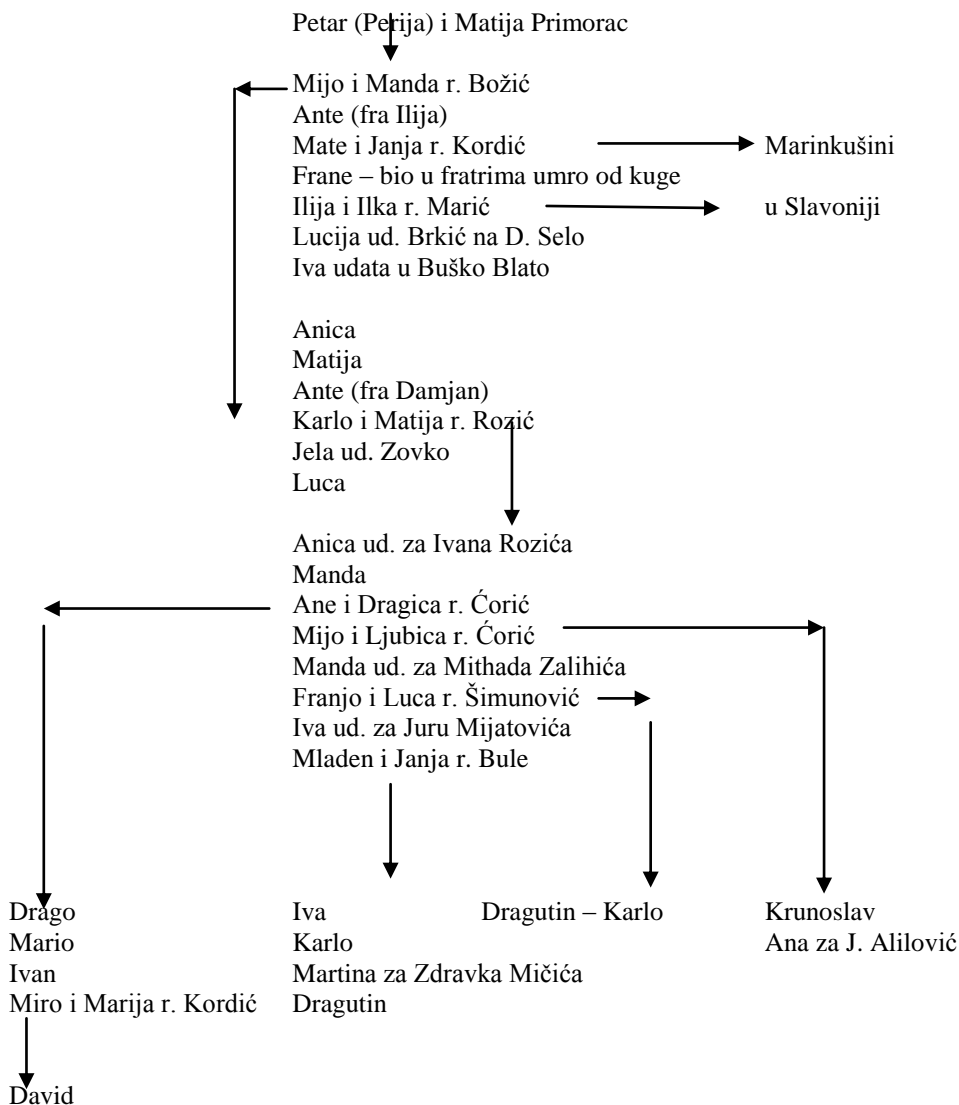 Petar (Perija) i Matija Primorac
Mijo i Manda r. Božić
Ante (fra Ilija)
Mate i Janja r. Kordić Marinkušini
Frane – bio u fratrima umro od kuge
Ilija i Ilka r. Marić u Slavoniji
Lucija ud. Brkić na D. Selo
Iva udata u Buško Blato
Anica
Matija
Ante (fra Damjan)
Karlo i Matija r. Rozić
Jela ud. Zovko
Luca
Anica ud. za Ivana Rozića
Manda
Ane i Dragica r. Ćorić
Mijo i Ljubica r. Ćorić
Manda ud. za Mithada Zalihića
Franjo i Luca r. Šimunović
Iva ud. za Juru Mijatovića
Mladen i Janja r. Bule
Drago Iva Dragutin – Karlo Krunoslav
Mario Karlo Ana za J. Alilović
Ivan Martina za Zdravka Mičića
Miro i Marija r. Kordić Dragutin
David